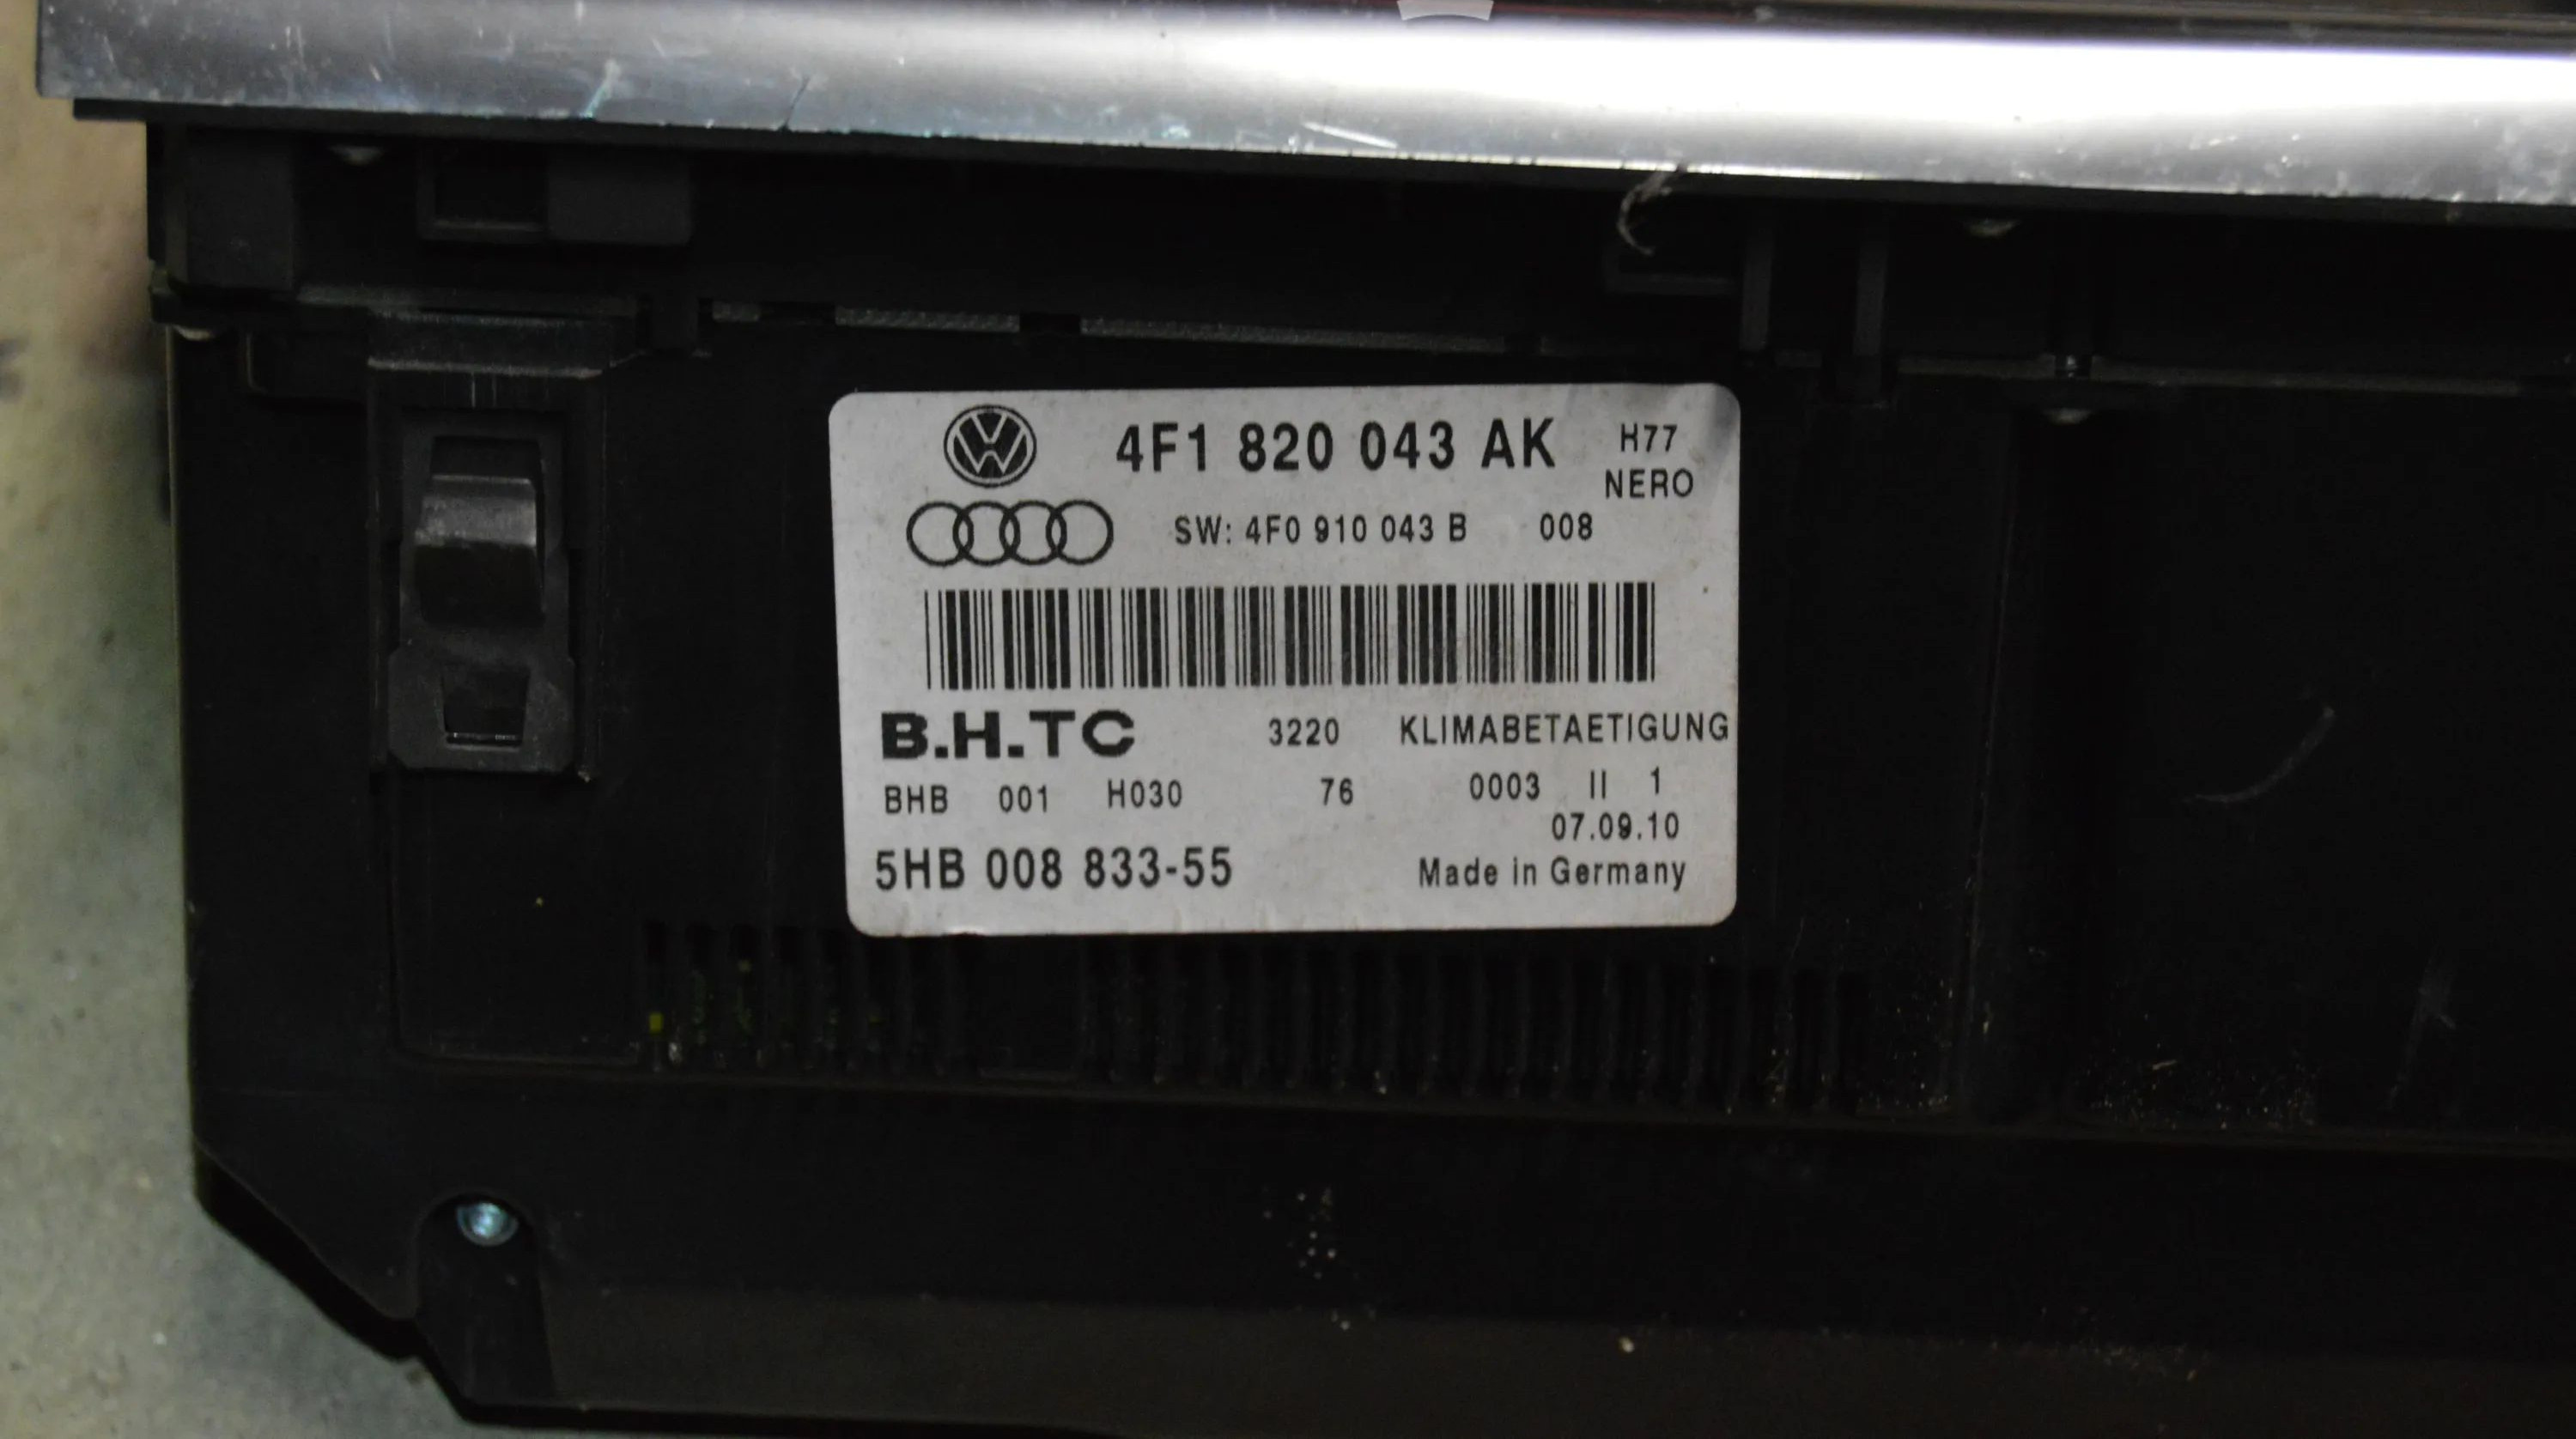 4F1 820 043 AK H77
NERO
SW: 4F0 910 043 B 008
B.H.TC 3220 KLIMABETAETIGUNG
BHB 001 H030 76 0003 II 1
07.09.10
5HB 008 833-55 Made in Germany